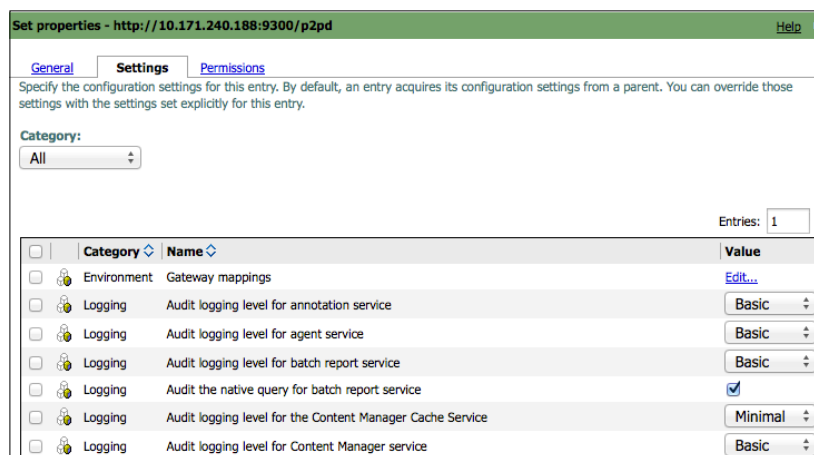 Set properties - http://10.171.240.188:9300/p2pd Help
General Settings Permissions
Specify the configuration settings for this entry. By default, an entry acquires its configuration settings from a parent. You can override those
settings with the settings set explicitly for this entry.
Category:
All
Entries: 1
Category Name Value
Environment Gateway mappings Edit...
Logging Audit logging level for annotation service Basic
Logging Audit logging level for agent service Basic
Logging Audit logging level for batch report service Basic
Logging Audit the native query for batch report service
Logging Audit logging level for the Content Manager Cache Service Minimal
Logging Audit logging level for Content Manager service Basic